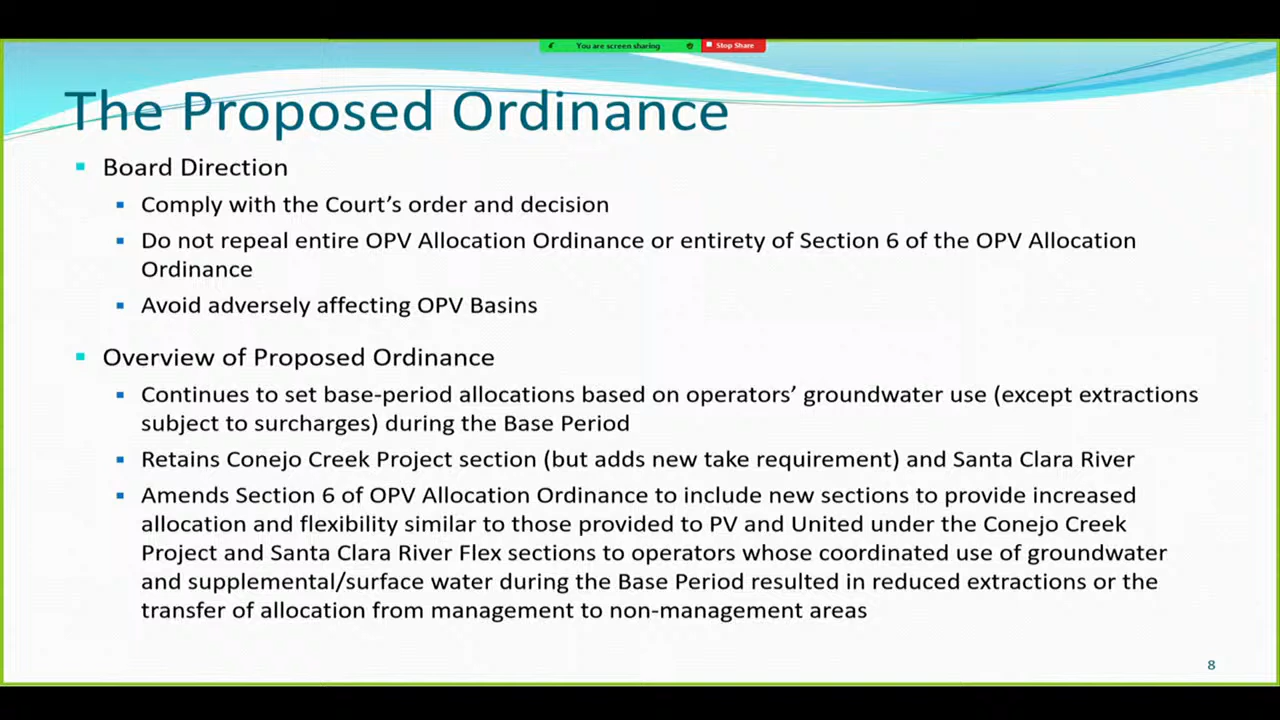 You are screen sharing
Stop Share
The Proposed Ordinance
Board Direction
Comply with the Court's order and decision
Do not repeal entire OPV Allocation Ordinance or entirety of Section 6 of the OPV Allocation
Ordinance
Avoid adversely affecting OPV Basins
Overview of Proposed Ordinance
Continues to set base-period allocations based on operators' groundwater use (except extractions
subject to surcharges) during the Base Period
Retains Conejo Creek Project section (but adds new take requirement) and Santa Clara River
Amends Section 6 of OPV Allocation Ordinance to include new sections to provide increased
allocation and flexibility similar to those provided to PV and United under the Conejo Creek
Project and Santa Clara River Flex sections to operators whose coordinated use of groundwater
and supplemental/surface water during the Base Period resulted in reduced extractions or the
transfer of allocation from management to non-management areas
8